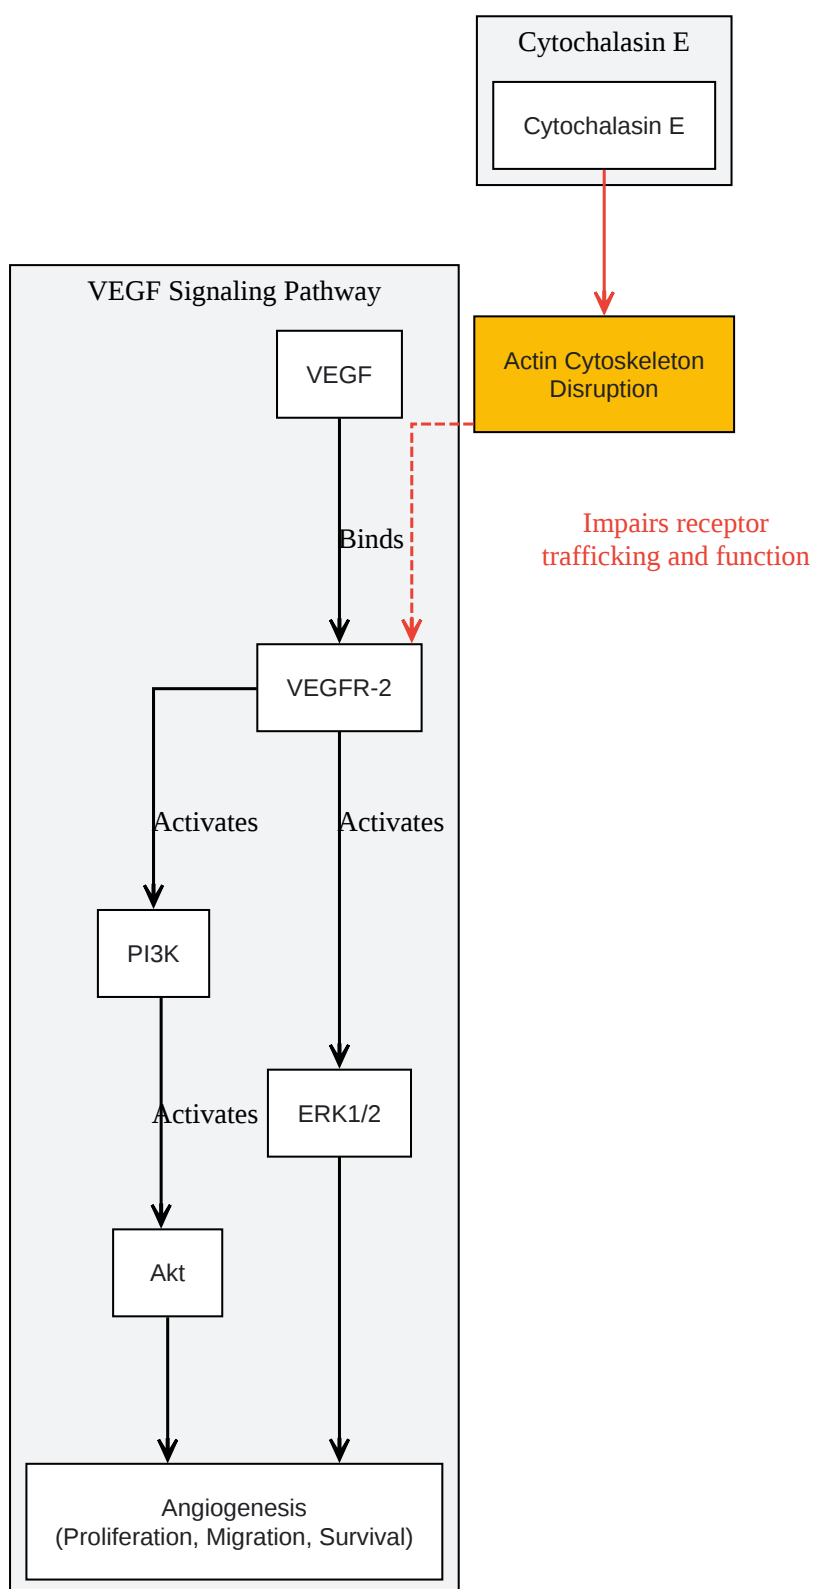 Cytochalasin E
Cytochalasin E
VEGF Signaling Pathway
VEGF
Actin Cytoskeleton
Disruption
Binds
Impairs receptor
trafficking and function
VEGFR-2
Activates
Activates
PI3K
Activates
ERK1/2
Akt
Angiogenesis
(Proliferation, Migration, Survival)